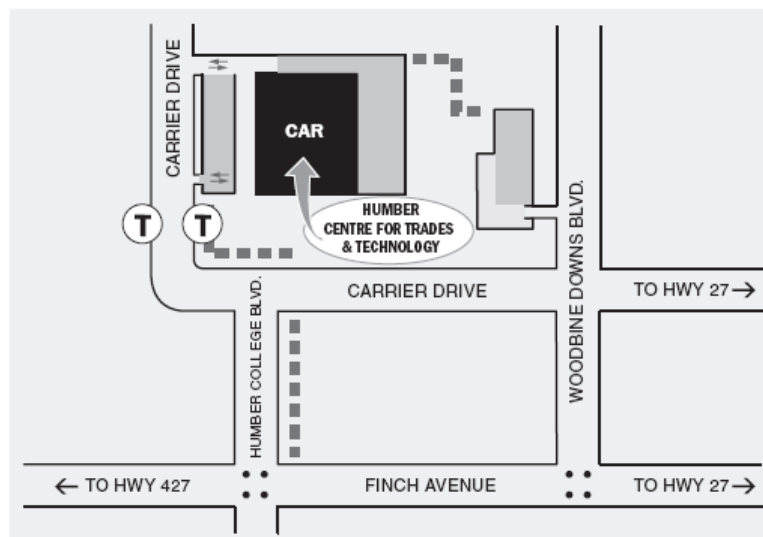 CARRIER DRIVE
CAR
T
T
HUMBER
CENTRE FOR TRADES
& TECHNOLOGY
WOODBINE DOWNS BLVD.
HUMBER COLLEGE BLVD.
CARRIER DRIVE
TO HWY 27→
← TO HWY 427
FINCH AVENUE
TO HWY 27→